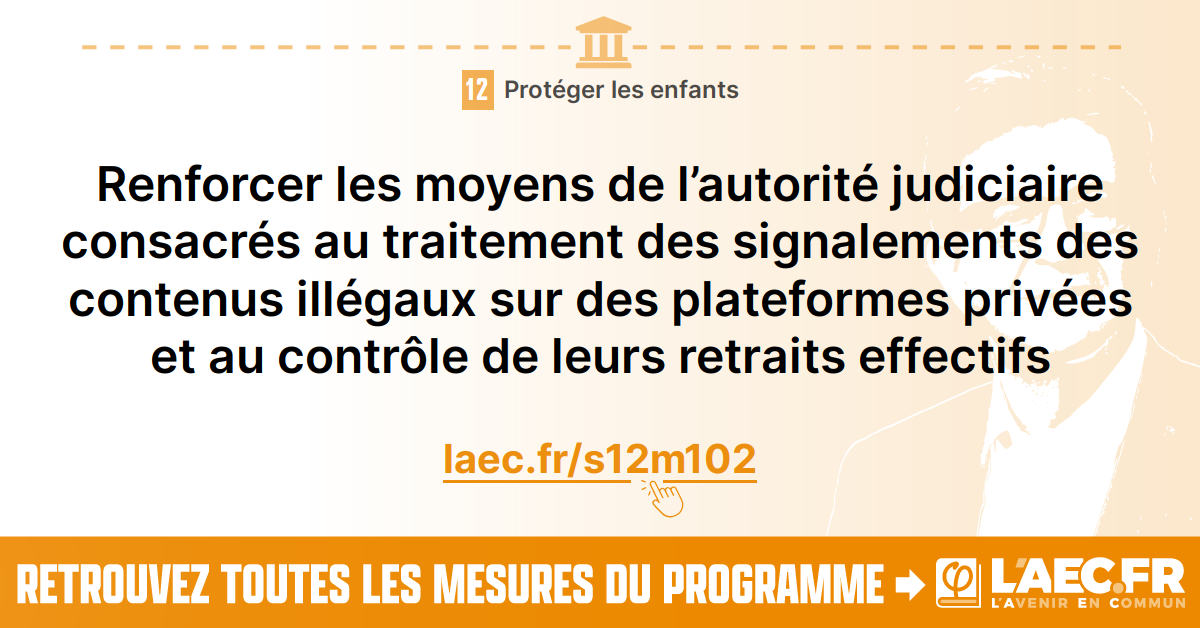 12 Protéger les enfants
Renforcer les moyens de l’autorité judiciaire
consacrés au traitement des signalements des
contenus illégaux sur des plateformes privées
et au contrôle de leurs retraits effectifs
laec.fr/s12m102
RETROUVEZ TOUTES LES MESURES DU PROGRAMME
φ L'AEC.FR
L'AVENIR EN COMMUN